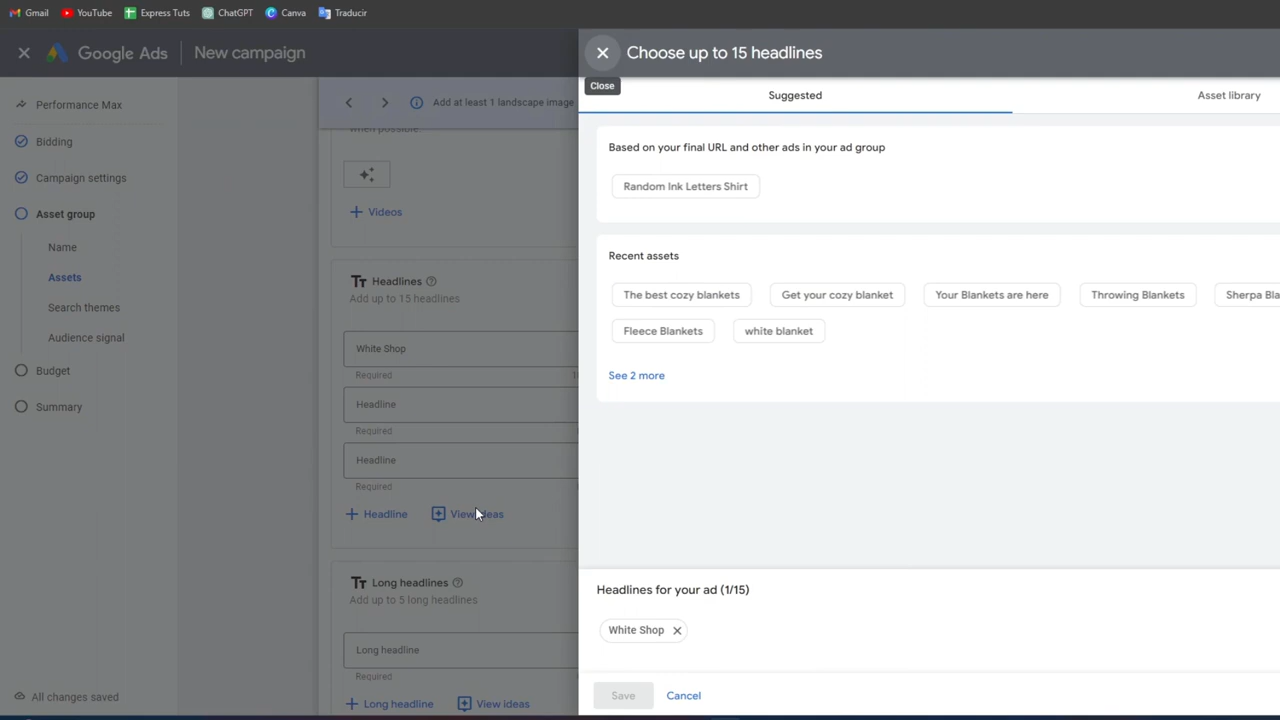 Gmail YouTube Express Tuts ChatGPT Canva Traducir
Google Ads New campaign
Choose up to 15 headlines
Close
Performance Max
Bidding
Campaign settings
Asset group
Name
Assets
Search themes
Audience signal
Budget
Summary
All changes saved
Add at least 1 landscape image
when possible.
Videos
Headlines
Add up to 15 headlines
White Shop
Required
Headline
Required
Headline
Required
Headline View ideas
Long headlines
Add up to 5 long headlines
Long headline
Required
Long headline View ideas
Suggested Asset library
Based on your final URL and other ads in your ad group
Random Ink Letters Shirt
Recent assets
The best cozy blankets Get your cozy blanket Your Blankets are here Throwing Blankets Sherpa Bla
Fleece Blankets white blanket
See 2 more
Headlines for your ad (1/15)
White Shop
Save Cancel